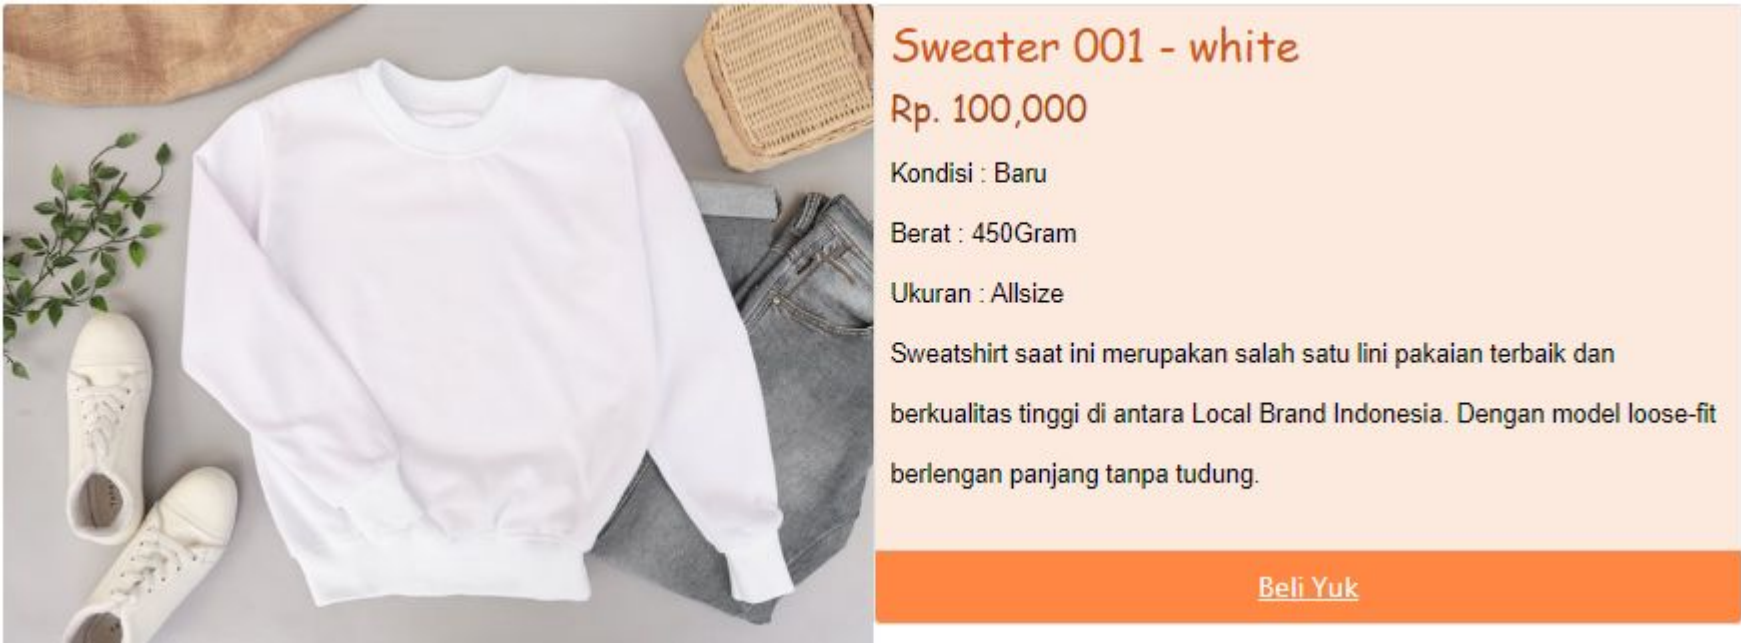 Sweater 001 - white
Rp. 100,000
Kondisi : Baru
Berat : 450Gram
Ukuran : Allsize
Sweatshirt saat ini merupakan salah satu lini pakaian terbaik dan
berkualitas tinggi di antara Local Brand Indonesia. Dengan model loose-fit
berlengan panjang tanpa tudung.
Beli Yuk